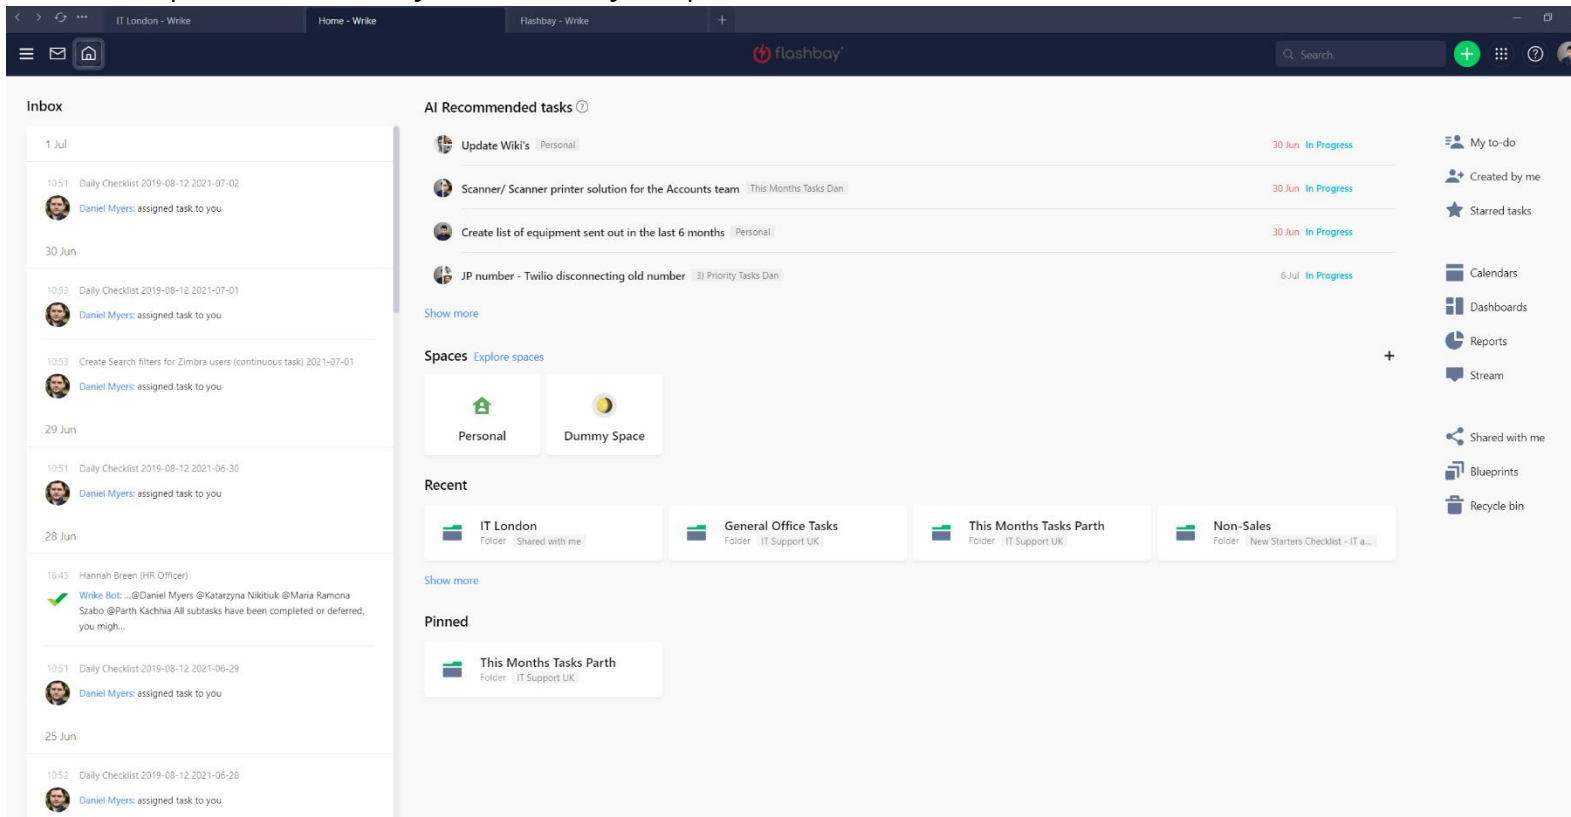 IT London - Wrike
Home - Wrike
Flashbay - Wrike
flashbay
Search
Inbox
1 Jul
10:51 Daily Checklist 2019-08-12 2021-07-02
Daniel Myers: assigned task to you
30 Jun
10:53 Daily Checklist 2019-08-12 2021-07-01
Daniel Myers: assigned task to you
10:53 Create Search filters for Zimbra users (continuous task) 2021-07-01
Daniel Myers: assigned task to you
29 Jun
10:51 Daily Checklist 2019-08-12 2021-06-30
Daniel Myers: assigned task to you
28 Jun
16:45 Hannah Breen (HR Officer)
Wrike Bot: ...@Daniel Myers @Katarzyna Nikitiuk @Maria Ramona
Szabo @Parth Kachhia All subtasks have been completed or deferred,
you migh...
10:51 Daily Checklist 2019-08-12 2021-06-29
Daniel Myers: assigned task to you
25 Jun
10:52 Daily Checklist 2019-08-12 2021-06-28
Daniel Myers: assigned task to you
AI Recommended tasks
Update Wiki's Personal 30 Jun In Progress
Scanner/ Scanner printer solution for the Accounts team This Months Tasks Dan 30 Jun In Progress
Create list of equipment sent out in the last 6 months Personal 30 Jun In Progress
JP number - Twilio disconnecting old number 3) Priority Tasks Dan 6 Jul In Progress
Show more
Spaces Explore spaces
Personal
Dummy Space
Recent
IT London
Folder Shared with me
General Office Tasks
Folder IT Support UK
This Months Tasks Parth
Folder IT Support UK
Non-Sales
Folder New Starters Checklist - IT a...
Show more
Pinned
This Months Tasks Parth
Folder IT Support UK
My to-do
Created by me
Starred tasks
Calendars
Dashboards
Reports
Stream
Shared with me
Blueprints
Recycle bin